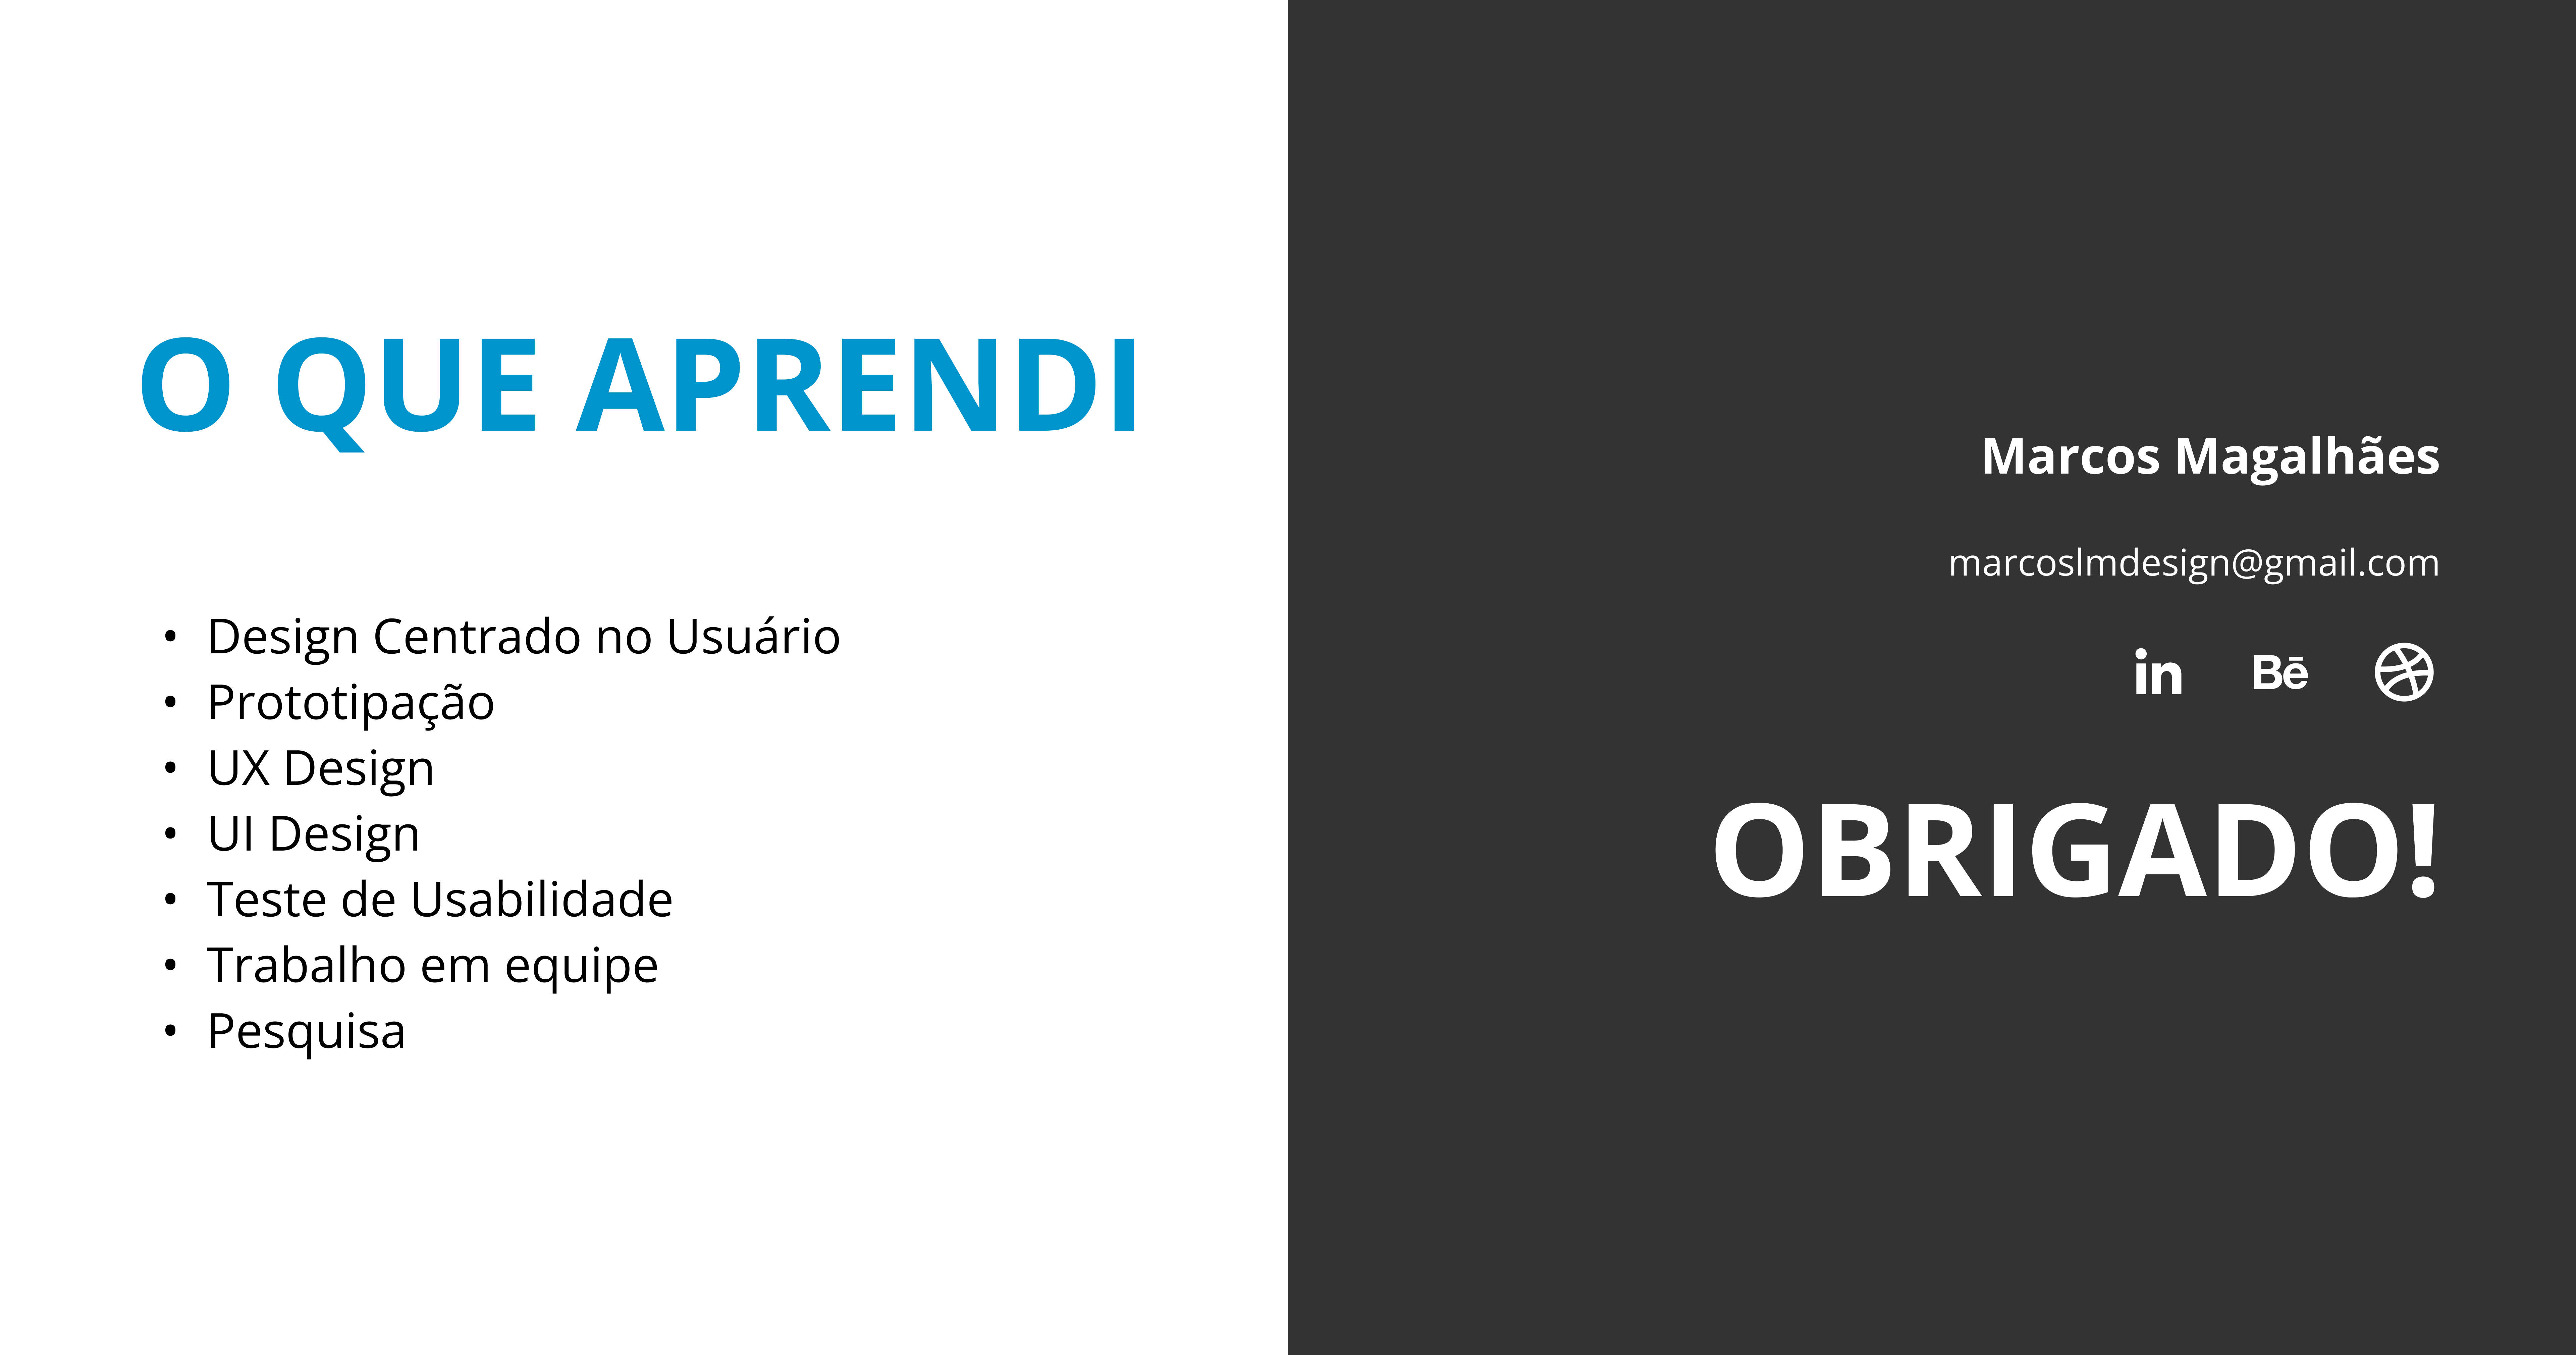 O QUE APRENDI
• Design Centrado no Usuário
• Prototipação
• UX Design
• UI Design
• Teste de Usabilidade
• Trabalho em equipe
• Pesquisa
Marcos Magalhães
marcoslmdesign@gmail.com
in Bē
OBRIGADO!